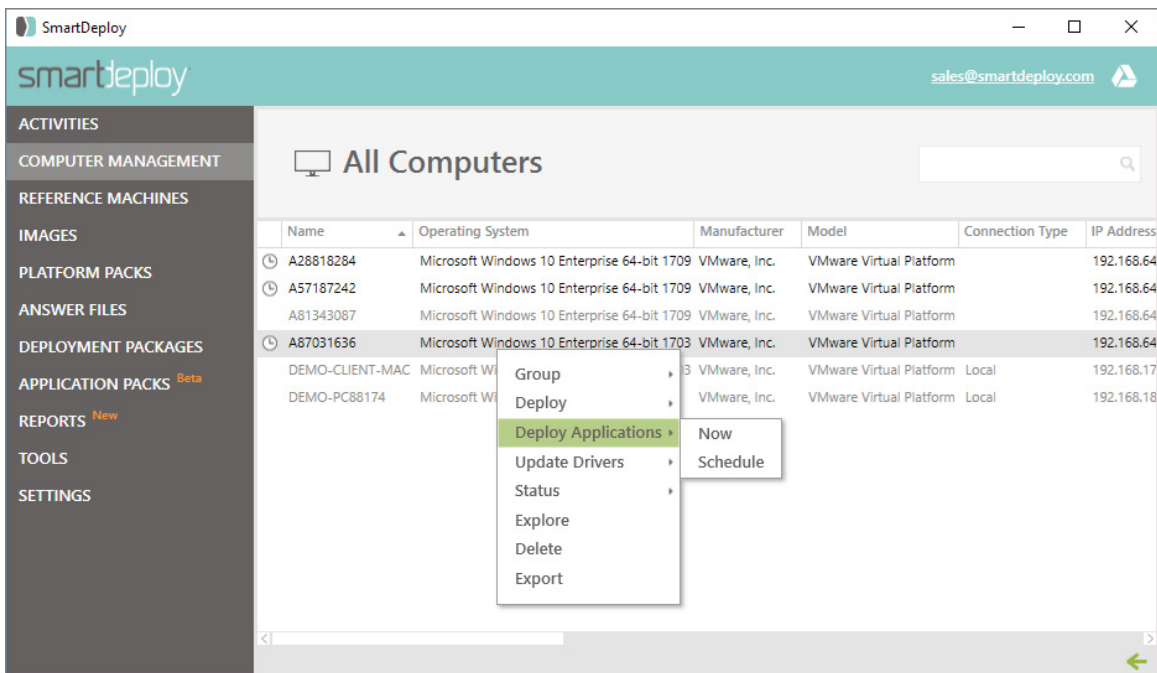 SmartDeploy
smartdeploy
sales@smartdeploy.com
ACTIVITIES
COMPUTER MANAGEMENT
REFERENCE MACHINES
IMAGES
PLATFORM PACKS
ANSWER FILES
DEPLOYMENT PACKAGES
APPLICATION PACKS Beta
REPORTS New
TOOLS
SETTINGS
All Computers
Name Operating System Manufacturer Model Connection Type IP Address
A28818284 Microsoft Windows 10 Enterprise 64-bit 1709 VMware, Inc. VMware Virtual Platform 192.168.64
A57187242 Microsoft Windows 10 Enterprise 64-bit 1709 VMware, Inc. VMware Virtual Platform 192.168.64
A81343087 Microsoft Windows 10 Enterprise 64-bit 1709 VMware, Inc. VMware Virtual Platform 192.168.64
A87031636 Microsoft Windows 10 Enterprise 64-bit 1703 VMware, Inc. VMware Virtual Platform 192.168.64
DEMO-CLIENT-MAC Microsoft Wi 3 VMware, Inc. VMware Virtual Platform Local 192.168.17
DEMO-PC88174 Microsoft Wi VMware, Inc. VMware Virtual Platform Local 192.168.18
Group
Deploy
Deploy Applications
Update Drivers
Status
Explore
Delete
Export
Now
Schedule